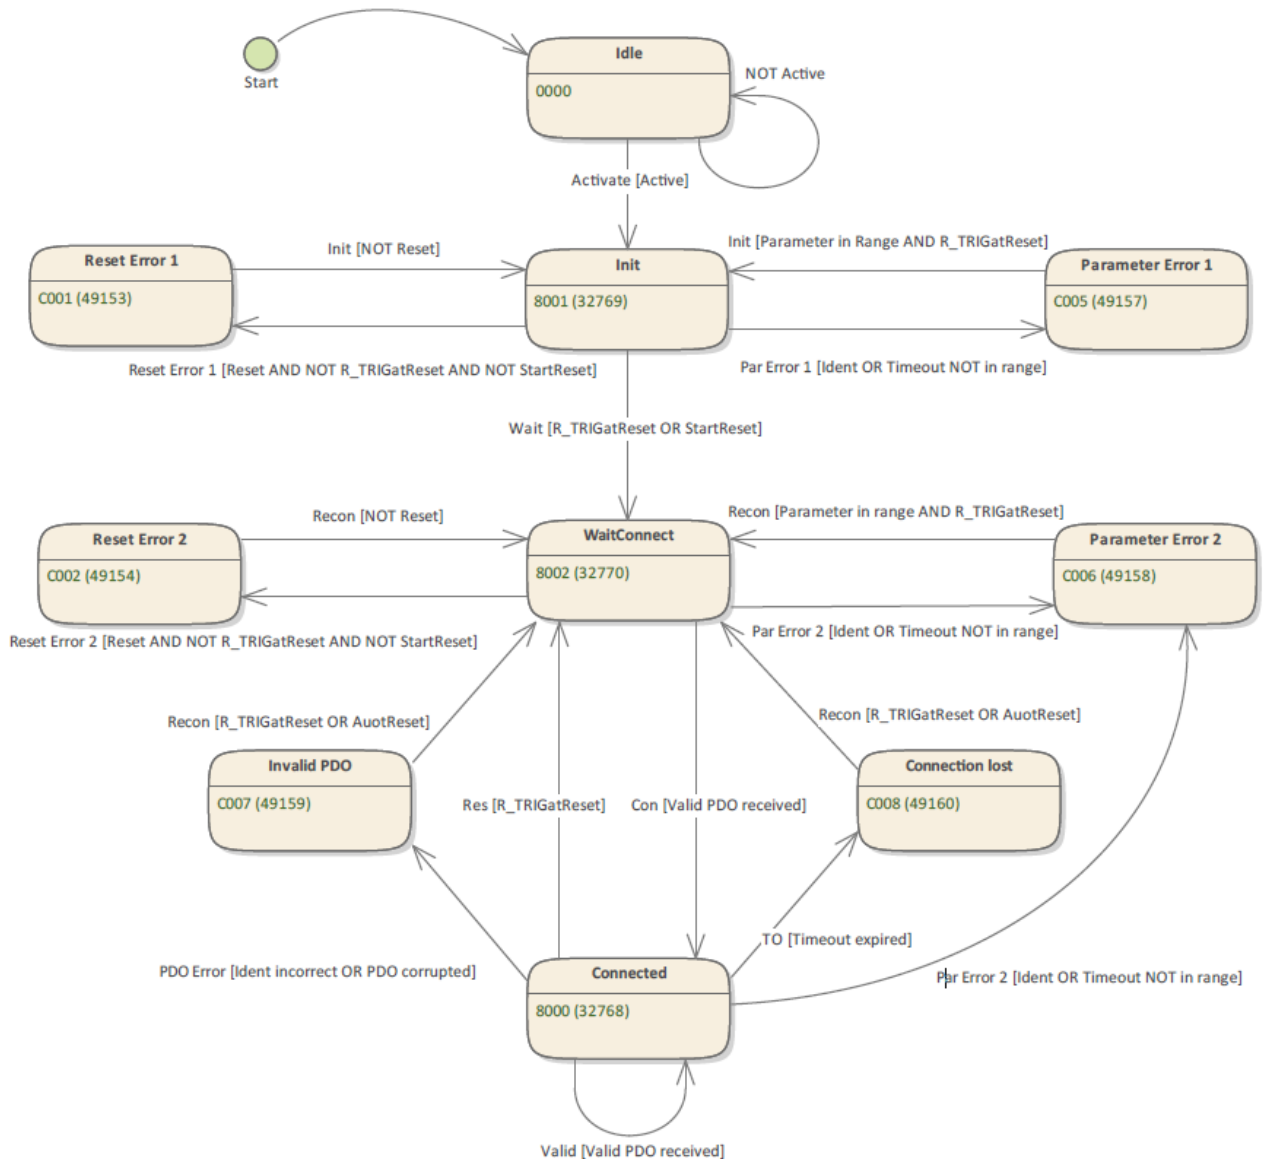 Start
Idle
0000
NOT Active
Activate [Active]
Reset Error 1
C001 (49153)
Init [NOT Reset]
Init
8001 (32769)
Init [Parameter in Range AND R_TRIGatReset]
Parameter Error 1
C005 (49157)
Reset Error 1 [Reset AND NOT R_TRIGatReset AND NOT StartReset]
Par Error 1 [Ident OR Timeout NOT in range]
Wait [R_TRIGatReset OR StartReset]
Reset Error 2
C002 (49154)
Recon [NOT Reset]
WaitConnect
8002 (32770)
Recon [Parameter in range AND R_TRIGatReset]
Parameter Error 2
C006 (49158)
Reset Error 2 [Reset AND NOT R_TRIGatReset AND NOT StartReset]
Par Error 2 [Ident OR Timeout NOT in range]
Recon [R_TRIGatReset OR AuotReset]
Recon [R_TRIGatReset OR AuotReset]
Invalid PDO
C007 (49159)
Res [R_TRIGatReset]
Con [Valid PDO received]
Connection lost
C008 (49160)
TO [Timeout expired]
PDO Error [Ident incorrect OR PDO corrupted]
Connected
8000 (32768)
Par Error 2 [Ident OR Timeout NOT in range]
Valid [Valid PDO received]